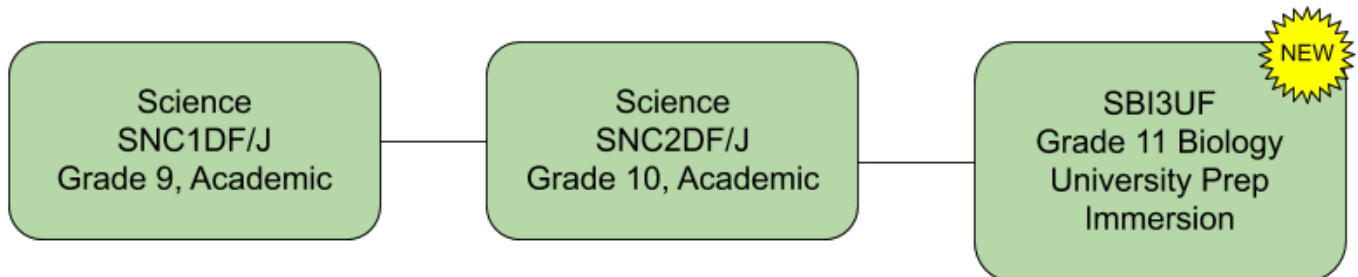 Science
SNC1DF/J
Grade 9, Academic
Science
SNC2DF/J
Grade 10, Academic
NEW
SBI3UF
Grade 11 Biology
University Prep
Immersion